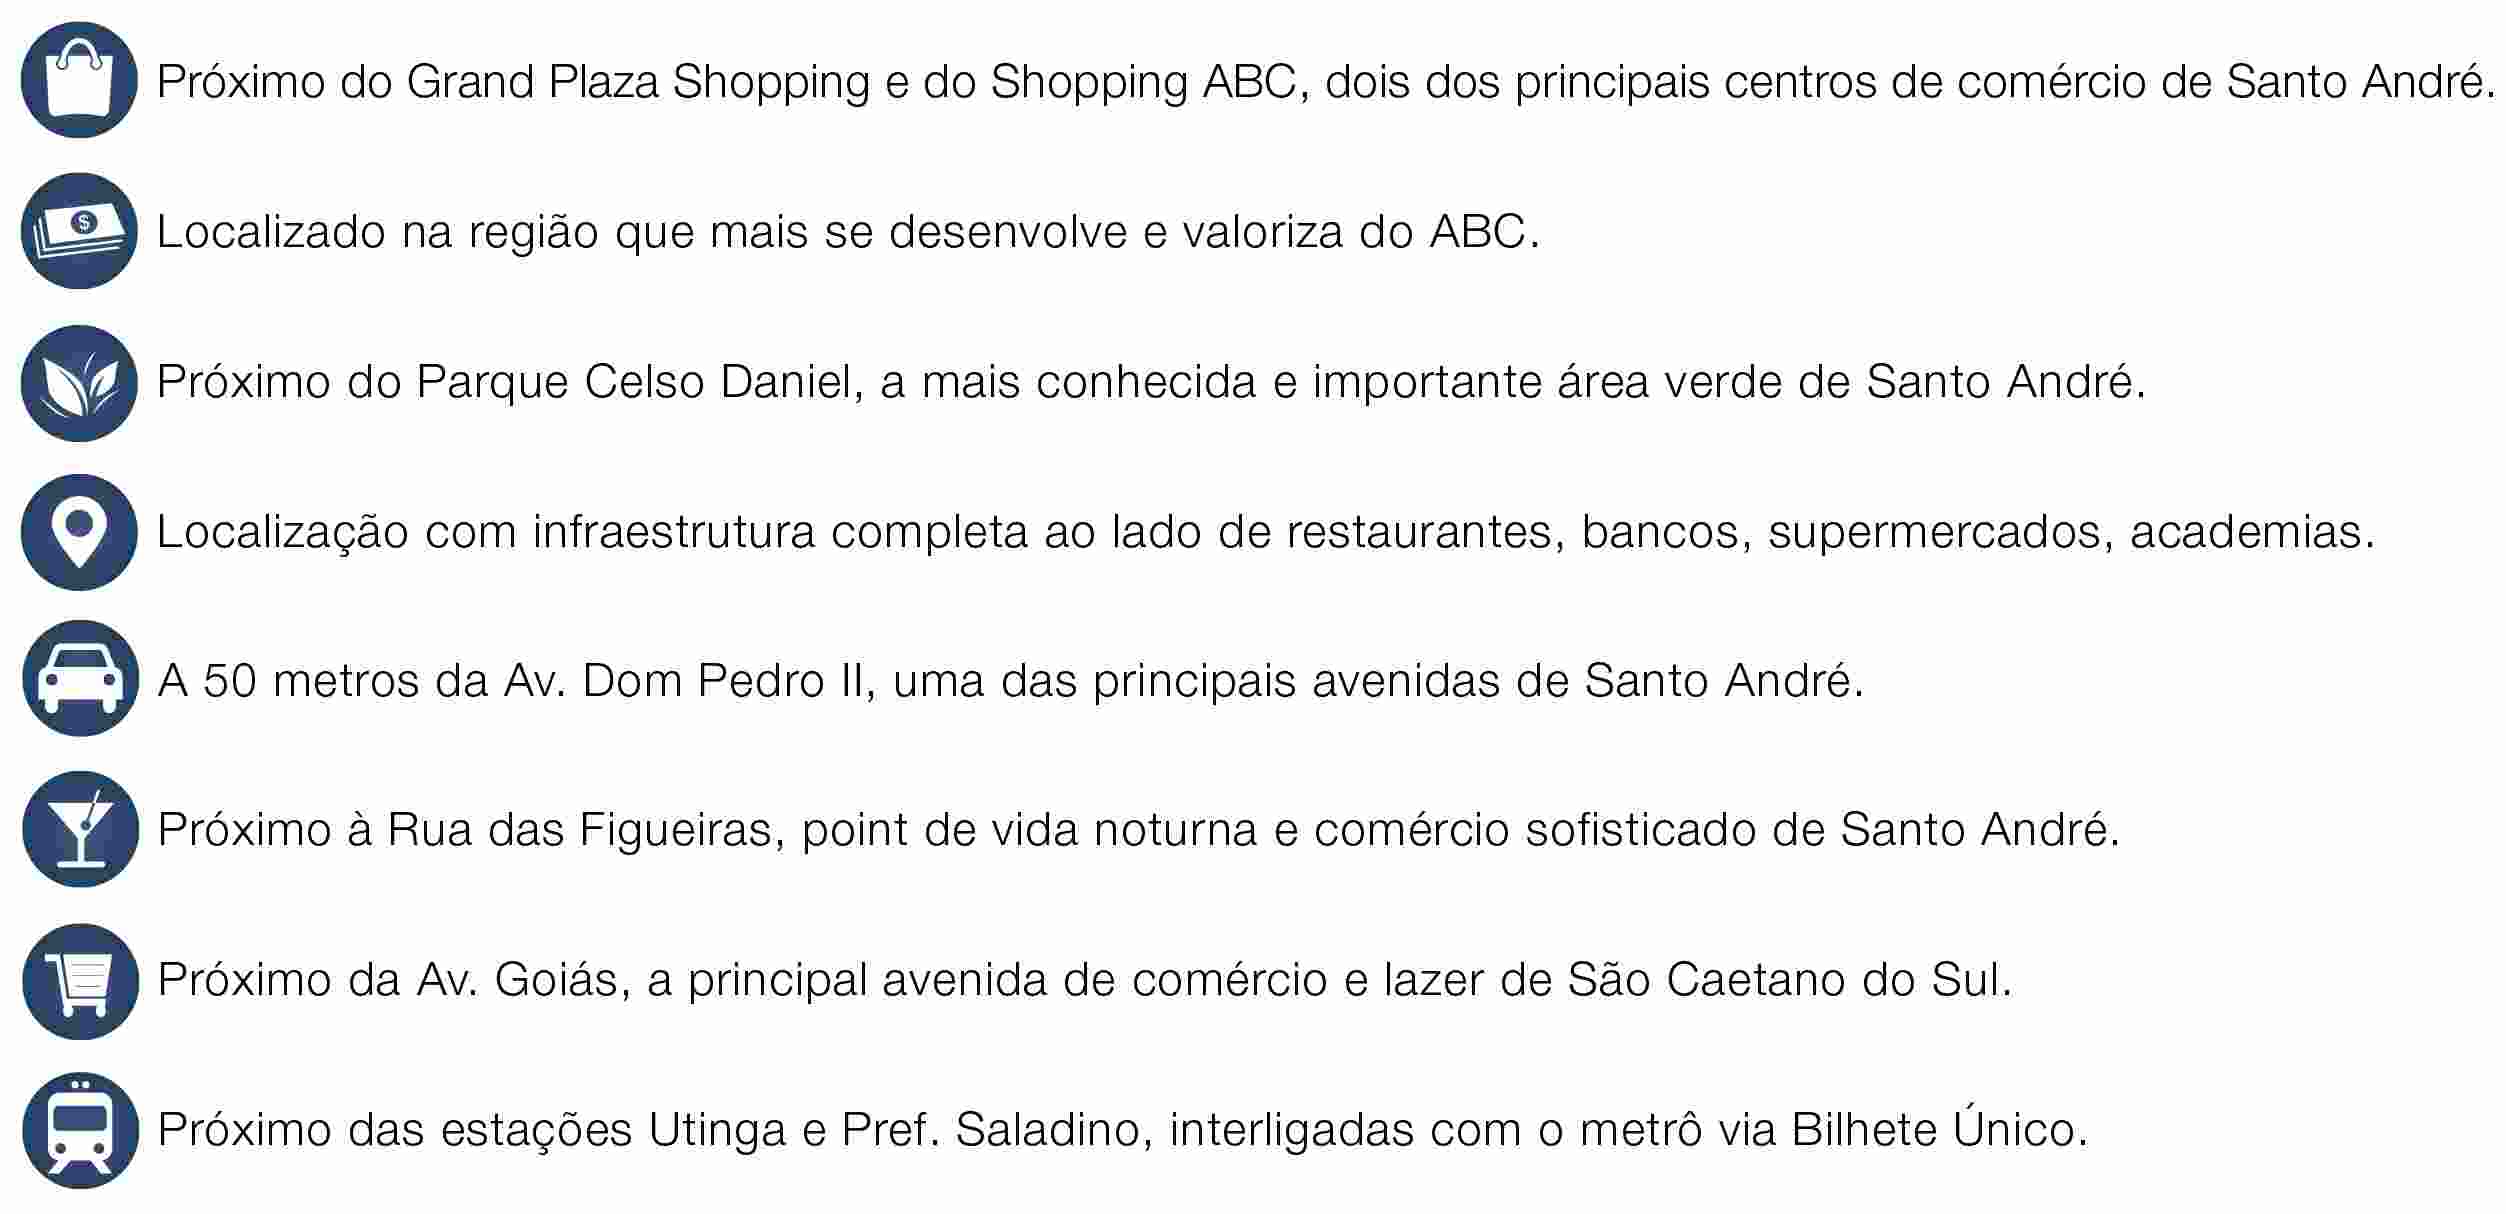 Próximo do Grand Plaza Shopping e do Shopping ABC, dois dos principais centros de comércio de Santo André.
$
Localizado na região que mais se desenvolve e valoriza do ABC.
Próximo do Parque Celso Daniel, a mais conhecida e importante área verde de Santo André.
Localização com infraestrutura completa ao lado de restaurantes, bancos, supermercados, academias.
A 50 metros da Av. Dom Pedro II, uma das principais avenidas de Santo André.
Próximo à Rua das Figueiras, point de vida noturna e comércio sofisticado de Santo André.
Próximo da Av. Goiás, a principal avenida de comércio e lazer de São Caetano do Sul.
Próximo das estações Utinga e Pref. Saladino, interligadas com o metrô via Bilhete Único.